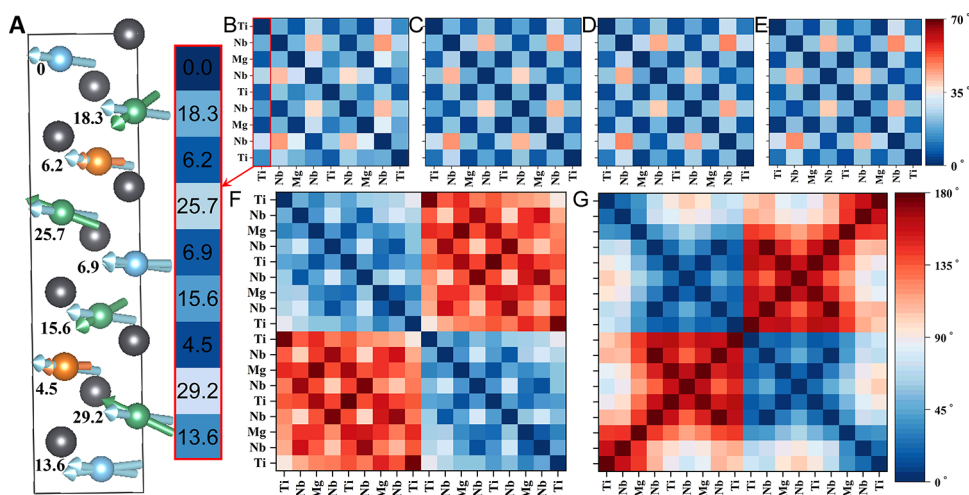 A
0
18.3
6.2
25.7
6.9
15.6
4.5
29.2
13.6
0.0
18.3
6.2
25.7
6.9
15.6
4.5
29.2
13.6
B
Ti
Nb
Mg
Nb
Ti
Nb
Mg
Nb
Ti
Ti Nb Mg Nb Ti Nb Mg Nb Ti
C
Ti Nb Mg Nb Ti Nb Mg Nb Ti
D
Ti Nb Mg Nb Ti Nb Mg Nb Ti
E
Ti Nb Mg Nb Ti Nb Mg Nb Ti
70°
35°
0°
F
Ti
Nb
Mg
Nb
Ti
Nb
Mg
Nb
Ti
Ti
Nb
Mg
Nb
Ti
Nb
Mg
Nb
Ti
Ti Nb Mg Nb Ti Nb Mg Nb Ti Ti Nb Mg Nb Ti Nb Mg Nb Ti
G
Ti Nb Mg Nb Ti Nb Mg Nb Ti Ti Nb Mg Nb Ti Nb Mg Nb Ti
180°
135°
90°
45°
0°